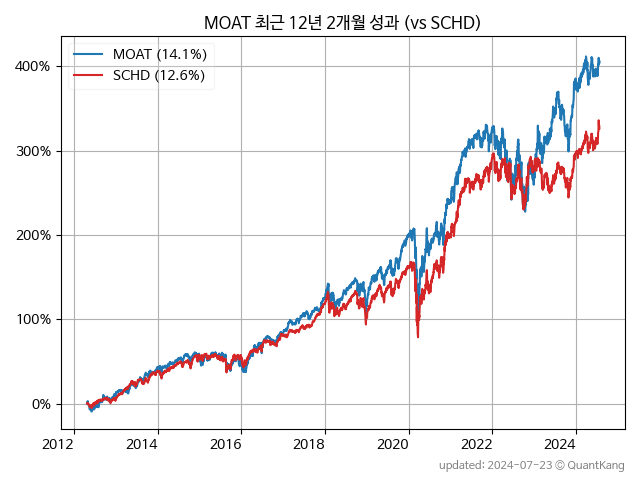 MOAT 최근 12년 2개월 성과 (vs SCHD)
MOAT (14.1%)
SCHD (12.6%)
400%
300%
200%
100%
0%
2012 2014 2016 2018 2020 2022 2024
updated: 2024-07-23 © QuantKang